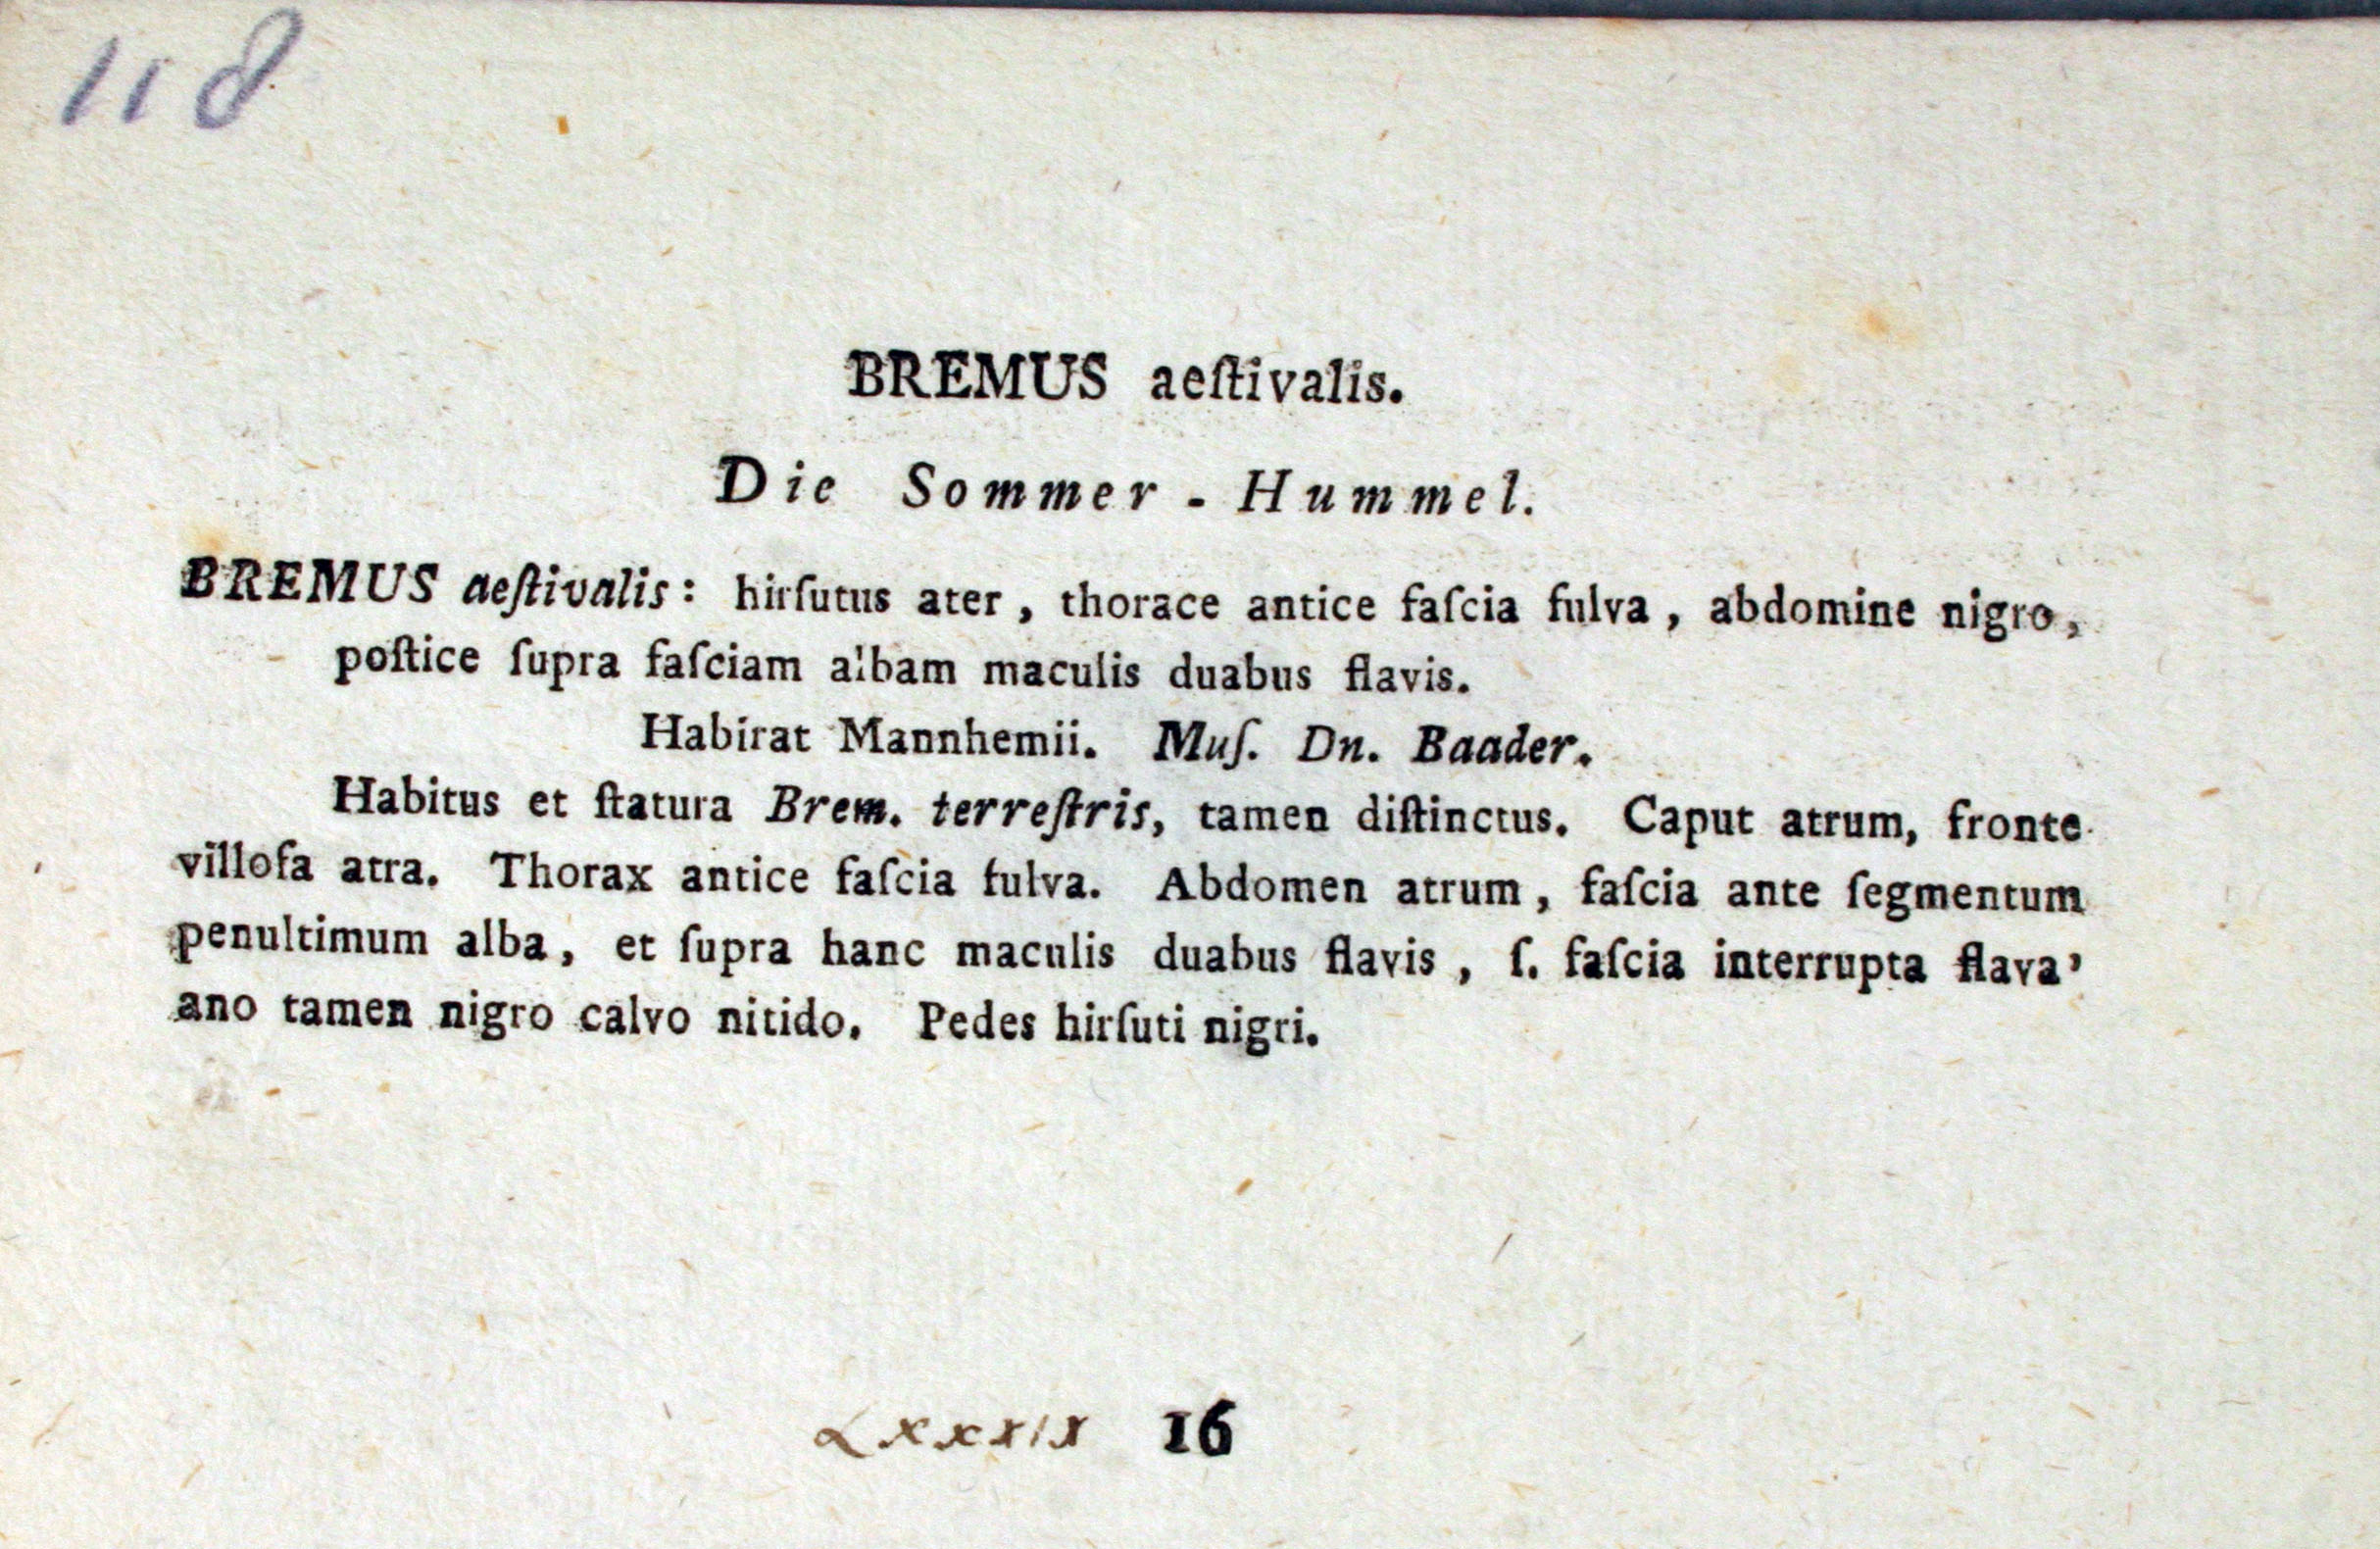 118
BREMUS aeſtivalis.
Die Sommer - Hummel.
BREMUS aeſtivalis: hirſutus ater, thorace antice faſcia fulva, abdomine nigro,
poſtice ſupra faſciam albam maculis duabus flavis.
Habirat Mannhemii. Muſ. Dn. Baader.
Habitus et ſtatura Brem. terreſtris, tamen diſtinctus. Caput atrum, fronte
villoſa atra. Thorax antice faſcia fulva. Abdomen atrum, faſcia ante ſegmentum
penultimum alba, et ſupra hanc maculis duabus flavis, ſ. faſcia interrupta flava’
ano tamen nigro calvo nitido. Pedes hirſuti nigri.
LXXXIX 16